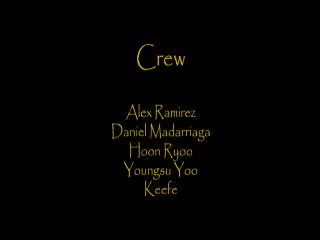 Crew
Alex Ramirez
Daniel Madarriaga
Hoon Ryoo
Youngsu Yoo
Keefe